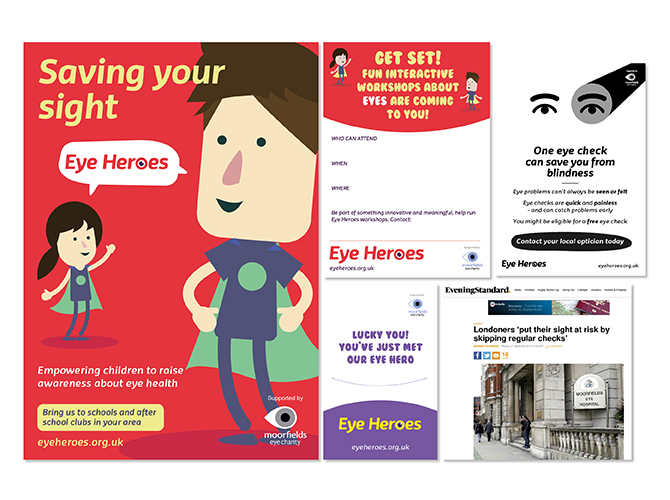 Saving your
sight
Eye Heroes
Empowering children to raise
awareness about eye health
Bring us to schools and after
school clubs in your area
eyeheroes.org.uk
Supported by
moorfields
eye charity
GET SET!
FUN INTERACTIVE
WORKSHOPS ABOUT
EYES ARE COMING
TO YOU!
WHO CAN ATTEND
WHEN
WHERE
Be part of something innovative and meaningful, help run
Eye Heroes workshops. Contact:
Eye Heroes
eyeheroes.org.uk
moorfields
LUCKY YOU!
YOU'VE JUST MET
OUR EYE HERO
Eye Heroes
eyeheroes.org.uk
One eye check
can save you from
blindness
Eye problems can't always be seen or felt
Eye checks are quick and painless
- and can catch problems early
You might be eligible for a free eye check
Contact your local optician today
Eye Heroes
eyeheroes.org.uk
Evening Standard.
Londoners 'put their sight at risk by
skipping regular checks'
MOORFIELDS
EYE
HOSPITAL